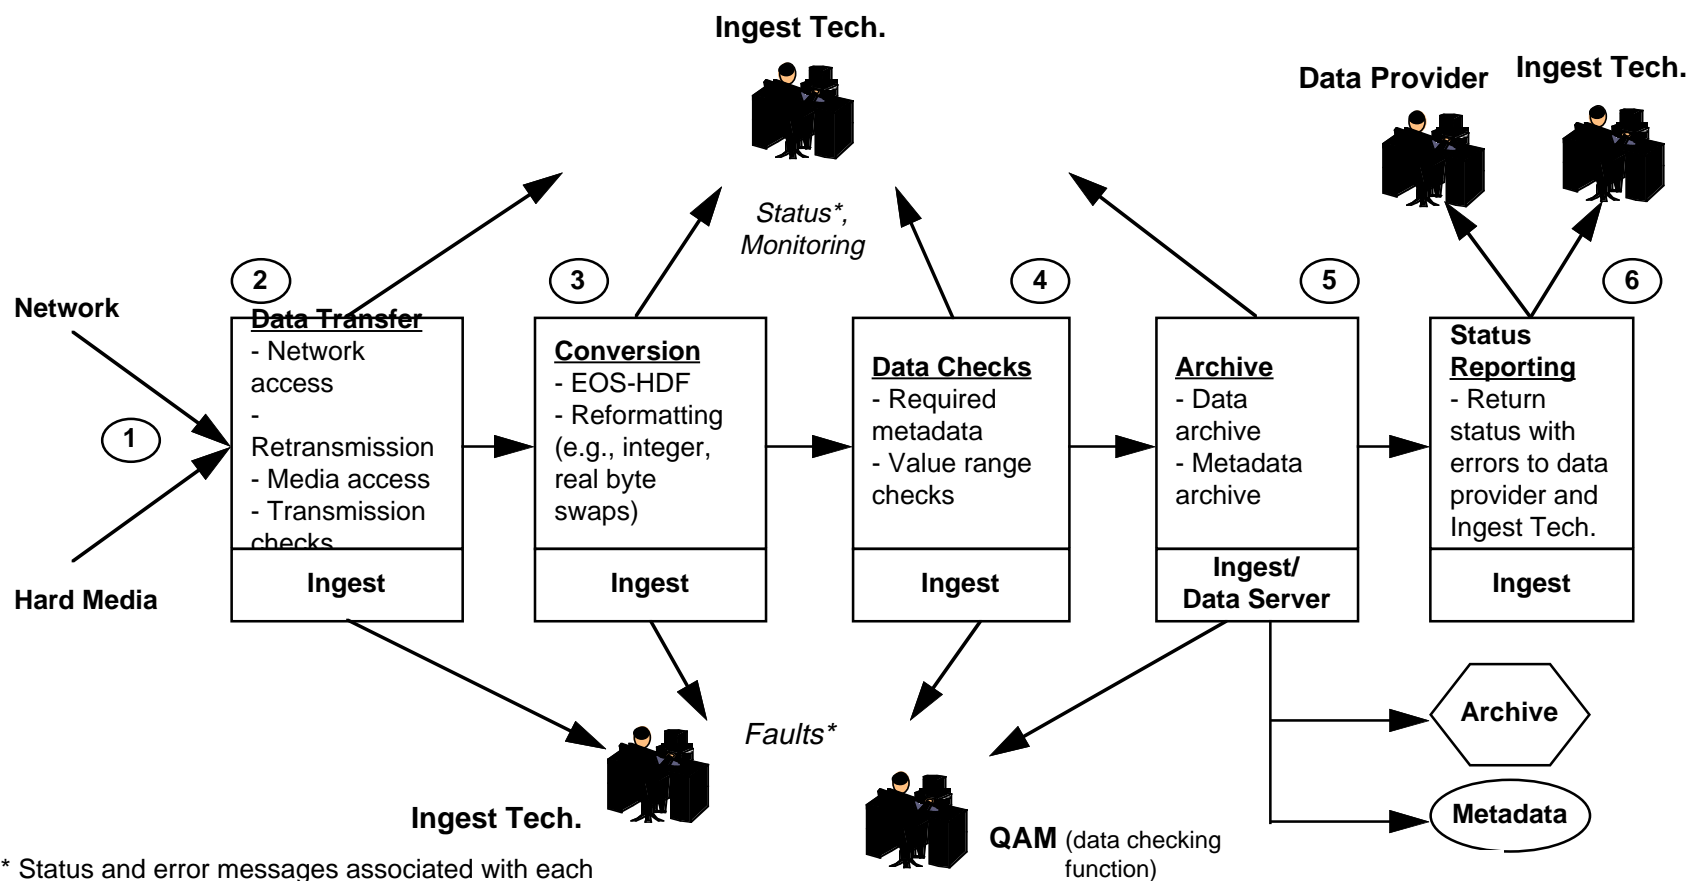 Ingest Tech.
Data Provider
Ingest Tech.
Status*,
Monitoring
Network
1
Hard Media
2
Data Transfer
- Network
access
-
Retransmission
- Media access
- Transmission
checks
Ingest
3
Conversion
- EOS-HDF
- Reformatting
(e.g., integer,
real byte
swaps)
Ingest
4
Data Checks
- Required
metadata
- Value range
checks
Ingest
5
Archive
- Data
archive
- Metadata
archive
Ingest/
Data Server
6
Status
Reporting
- Return
status with
errors to data
provider and
Ingest Tech.
Ingest
Faults*
Ingest Tech.
QAM (data checking
function)
Archive
Metadata
* Status and error messages associated with each